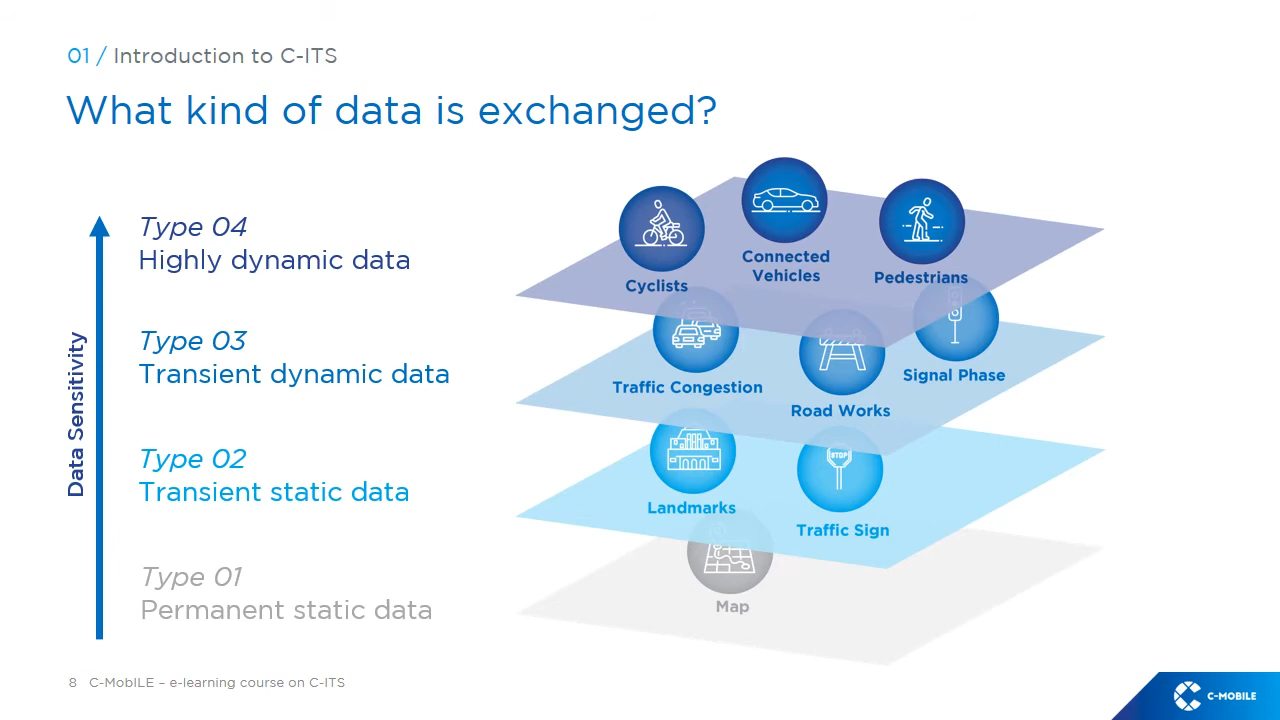 01 / Introduction to C-ITS
What kind of data is exchanged?
Data Sensitivity
Type 04
Highly dynamic data
Type 03
Transient dynamic data
Type 02
Transient static data
Type 01
Permanent static data
Cyclists
Connected
Vehicles
Pedestrians
Traffic Congestion
Road Works
Signal Phase
Landmarks
STOP
Traffic Sign
Map
8 C-MobILE – e-learning course on C-ITS
C-MOBILE